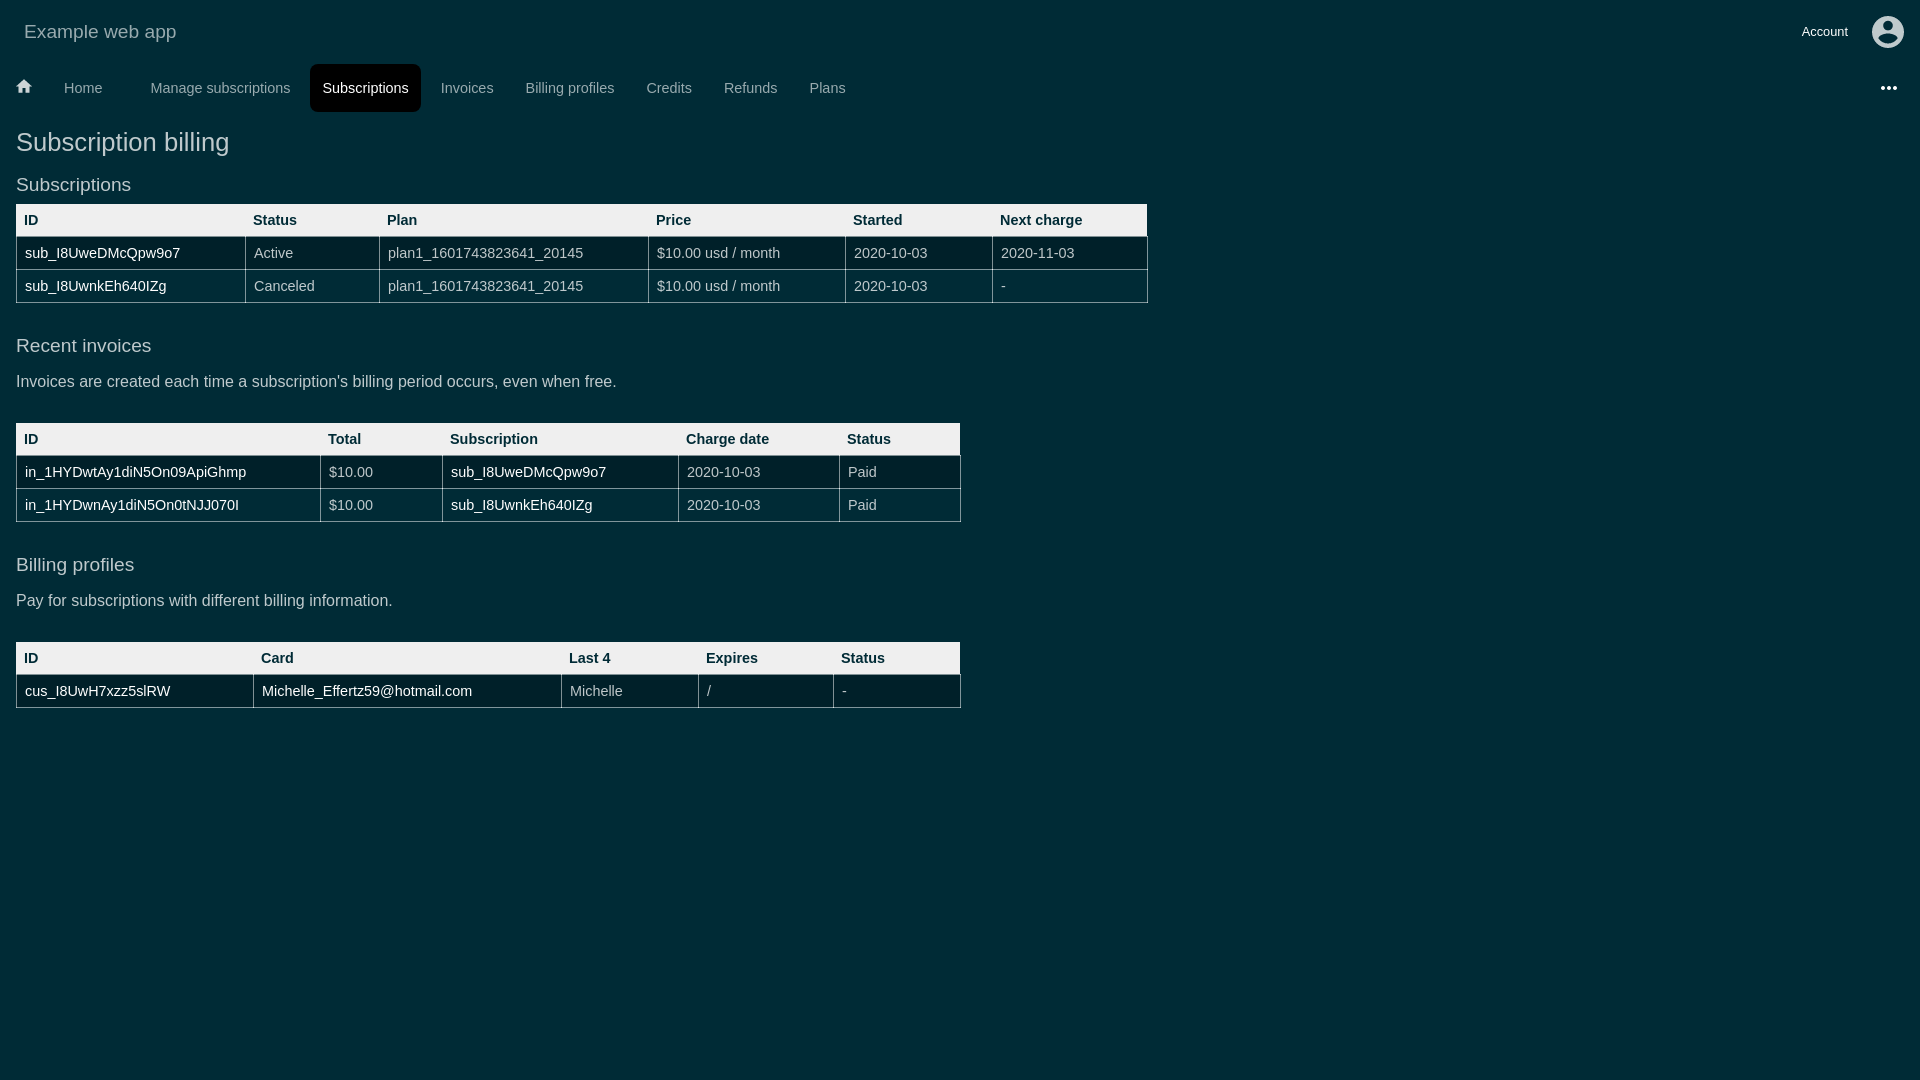 Example web app
Account
Home Manage subscriptions Subscriptions Invoices Billing profiles Credits Refunds Plans
Subscription billing
Subscriptions
ID Status Plan Price Started Next charge
sub_I8UweDMcQpw9o7 Active plan1_1601743823641_20145 $10.00 usd / month 2020-10-03 2020-11-03
sub_I8UwnkEh640IZg Canceled plan1_1601743823641_20145 $10.00 usd / month 2020-10-03 -
Recent invoices
Invoices are created each time a subscription's billing period occurs, even when free.
ID Total Subscription Charge date Status
in_1HYDwtAy1diN5On09ApiGhmp $10.00 sub_I8UweDMcQpw9o7 2020-10-03 Paid
in_1HYDwnAy1diN5On0tNJJ070I $10.00 sub_I8UwnkEh640IZg 2020-10-03 Paid
Billing profiles
Pay for subscriptions with different billing information.
ID Card Last 4 Expires Status
cus_I8UwH7xzz5slRW Michelle_Effertz59@hotmail.com Michelle / -